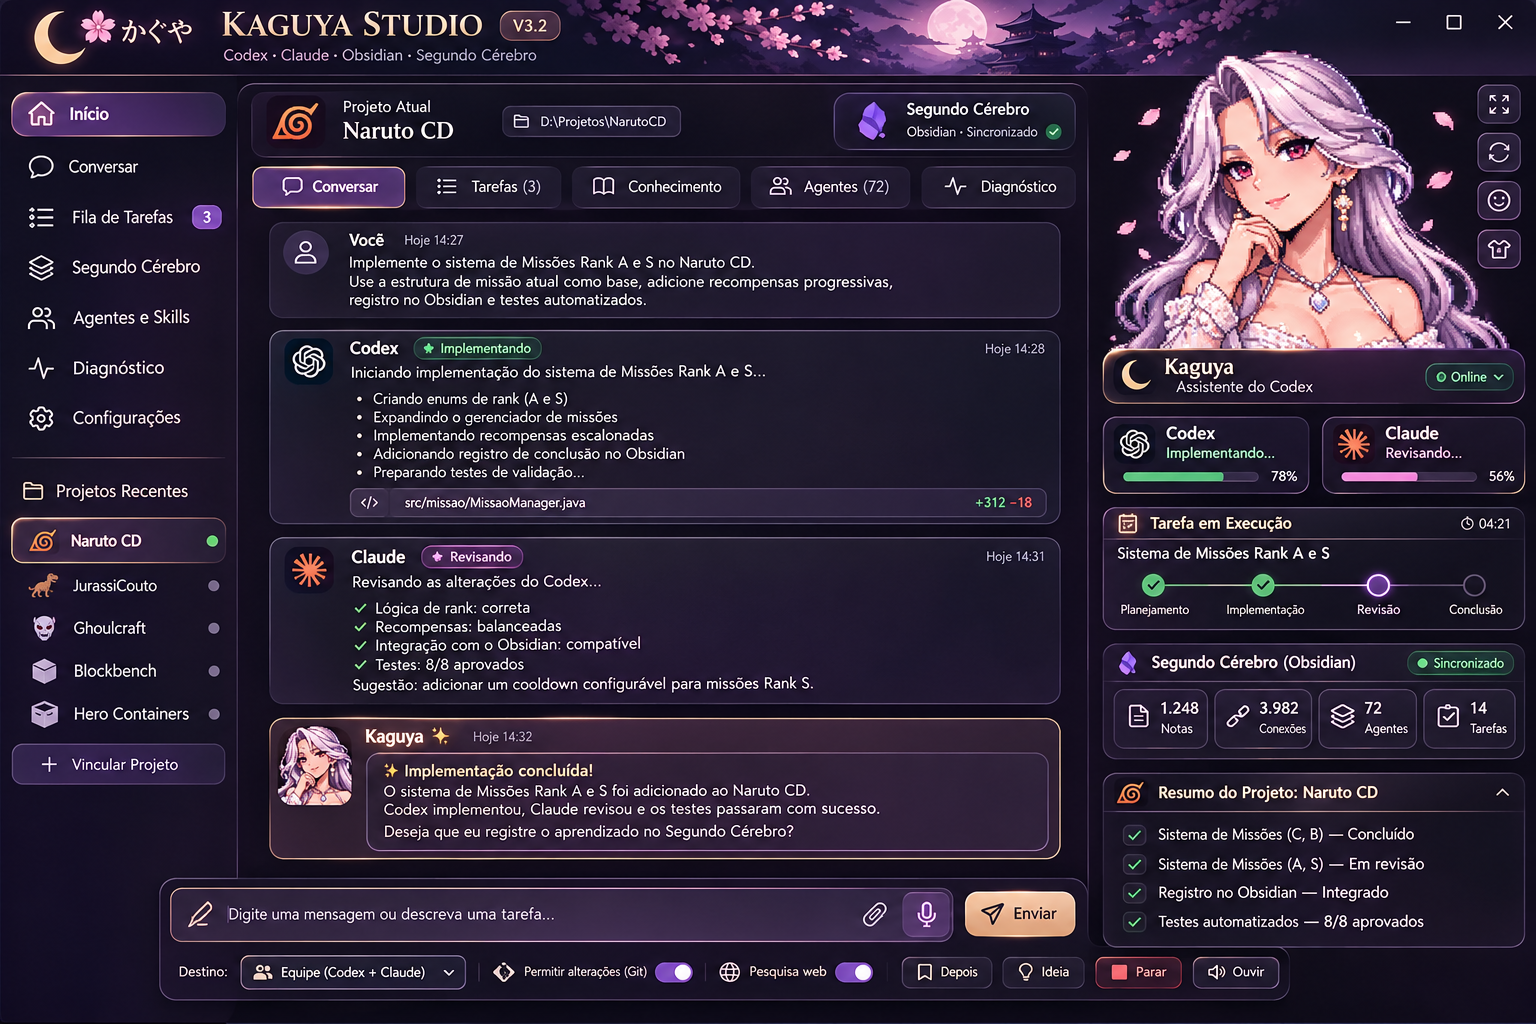 かぐや
KAGUYA STUDIO
V3.2
Codex · Claude · Obsidian · Segundo Cérebro
Início
Conversar
Fila de Tarefas
3
Segundo Cérebro
Agentes e Skills
Diagnóstico
Configurações
Projetos Recentes
Naruto CD
JurassiCouto
Ghoulcraft
Blockbench
Hero Containers
+ Vincular Projeto
Projeto Atual
Naruto CD
D:\Projetos\NarutoCD
Segundo Cérebro
Obsidian · Sincronizado
Conversar
Tarefas (3)
Conhecimento
Agentes (72)
Diagnóstico
Você Hoje 14:27
Implemente o sistema de Missões Rank A e S no Naruto CD.
Use a estrutura de missão atual como base, adicione recompensas progressivas,
registro no Obsidian e testes automatizados.
Codex Implementando Hoje 14:28
Iniciando implementação do sistema de Missões Rank A e S...
• Criando enums de rank (A e S)
• Expandindo o gerenciador de missões
• Implementando recompensas escalonadas
• Adicionando registro de conclusão no Obsidian
• Preparando testes de validação...
</> src/missao/MissaoManager.java +312 −18
Claude Revisando Hoje 14:31
Revisando as alterações do Codex...
✓ Lógica de rank: correta
✓ Recompensas: balanceadas
✓ Integração com o Obsidian: compatível
✓ Testes: 8/8 aprovados
Sugestão: adicionar um cooldown configurável para missões Rank S.
Kaguya ✨ Hoje 14:32
✨ Implementação concluída!
O sistema de Missões Rank A e S foi adicionado ao Naruto CD.
Codex implementou, Claude revisou e os testes passaram com sucesso.
Deseja que eu registre o aprendizado no Segundo Cérebro?
Digite uma mensagem ou descreva uma tarefa...
Enviar
Destino:
Equipe (Codex + Claude)
Permitir alterações (Git)
Pesquisa web
Depois
Ideia
Parar
Ouvir
Kaguya
Assistente do Codex
Online
Codex
Implementando...
78%
Claude
Revisando...
56%
Tarefa em Execução
04:21
Sistema de Missões Rank A e S
Planejamento
Implementação
Revisão
Conclusão
Segundo Cérebro (Obsidian)
Sincronizado
1.248
Notas
3.982
Conexões
72
Agentes
14
Tarefas
Resumo do Projeto: Naruto CD
Sistema de Missões (C, B) — Concluído
Sistema de Missões (A, S) — Em revisão
Registro no Obsidian — Integrado
Testes automatizados — 8/8 aprovados